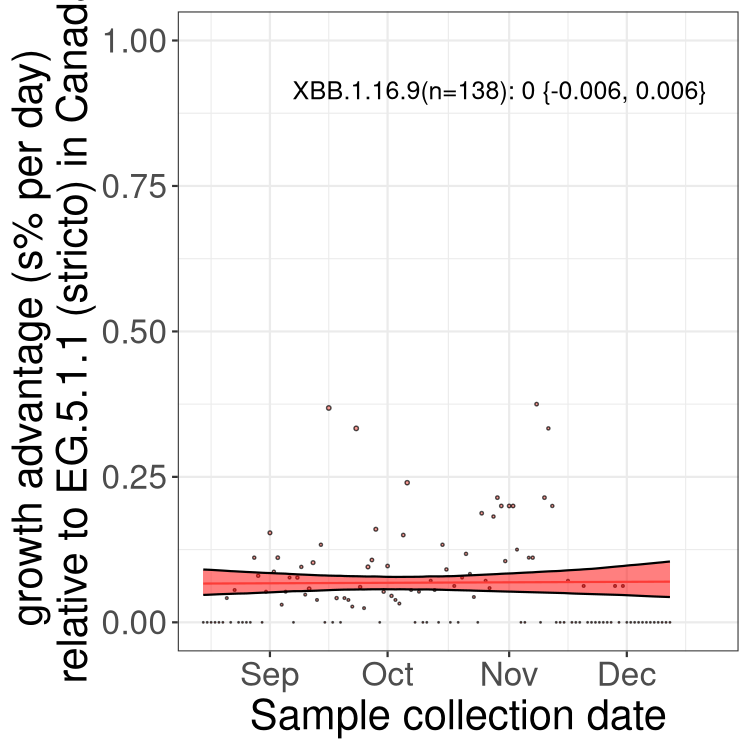 growth advantage (s% per day)
relative to EG.5.1.1 (stricto) in Canada
1.00
XBB.1.16.9(n=138): 0 {-0.006, 0.006}
0.75
0.50
0.25
0.00
Sep Oct Nov Dec
Sample collection date